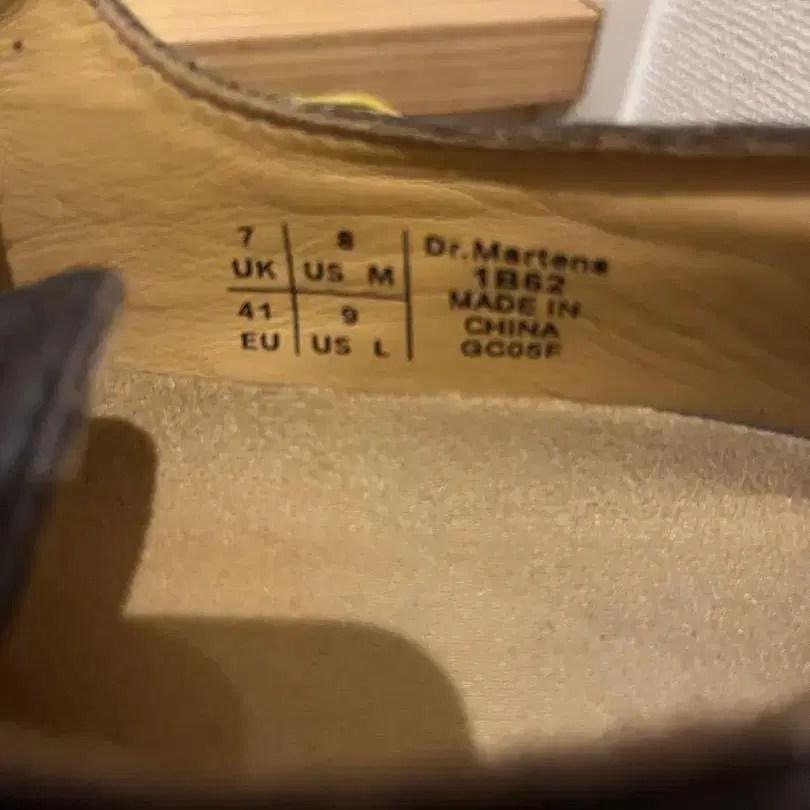 7
UK
8
US M
41
EU
9
US L
Dr.Martens
1B62
MADE IN
CHINA
GC05F